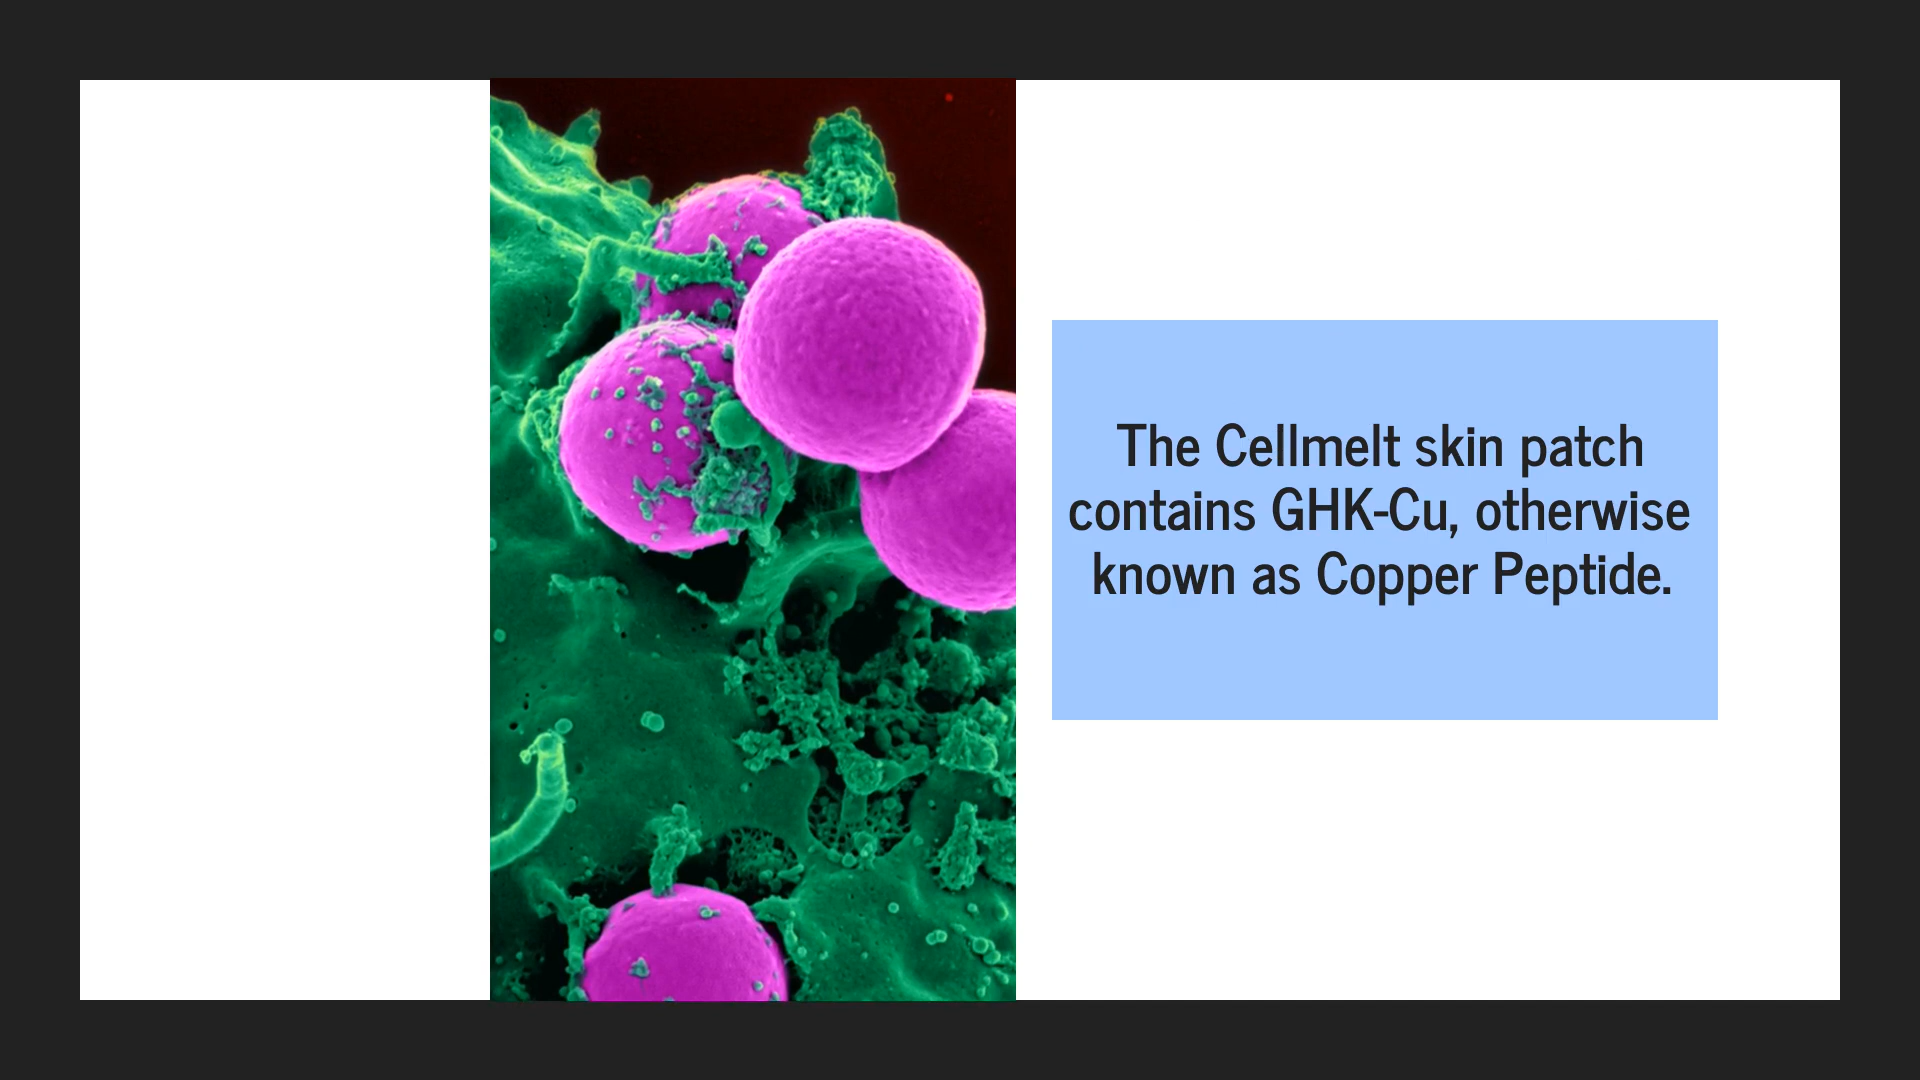 The Cellmelt skin patch
contains GHK-Cu, otherwise
known as Copper Peptide.